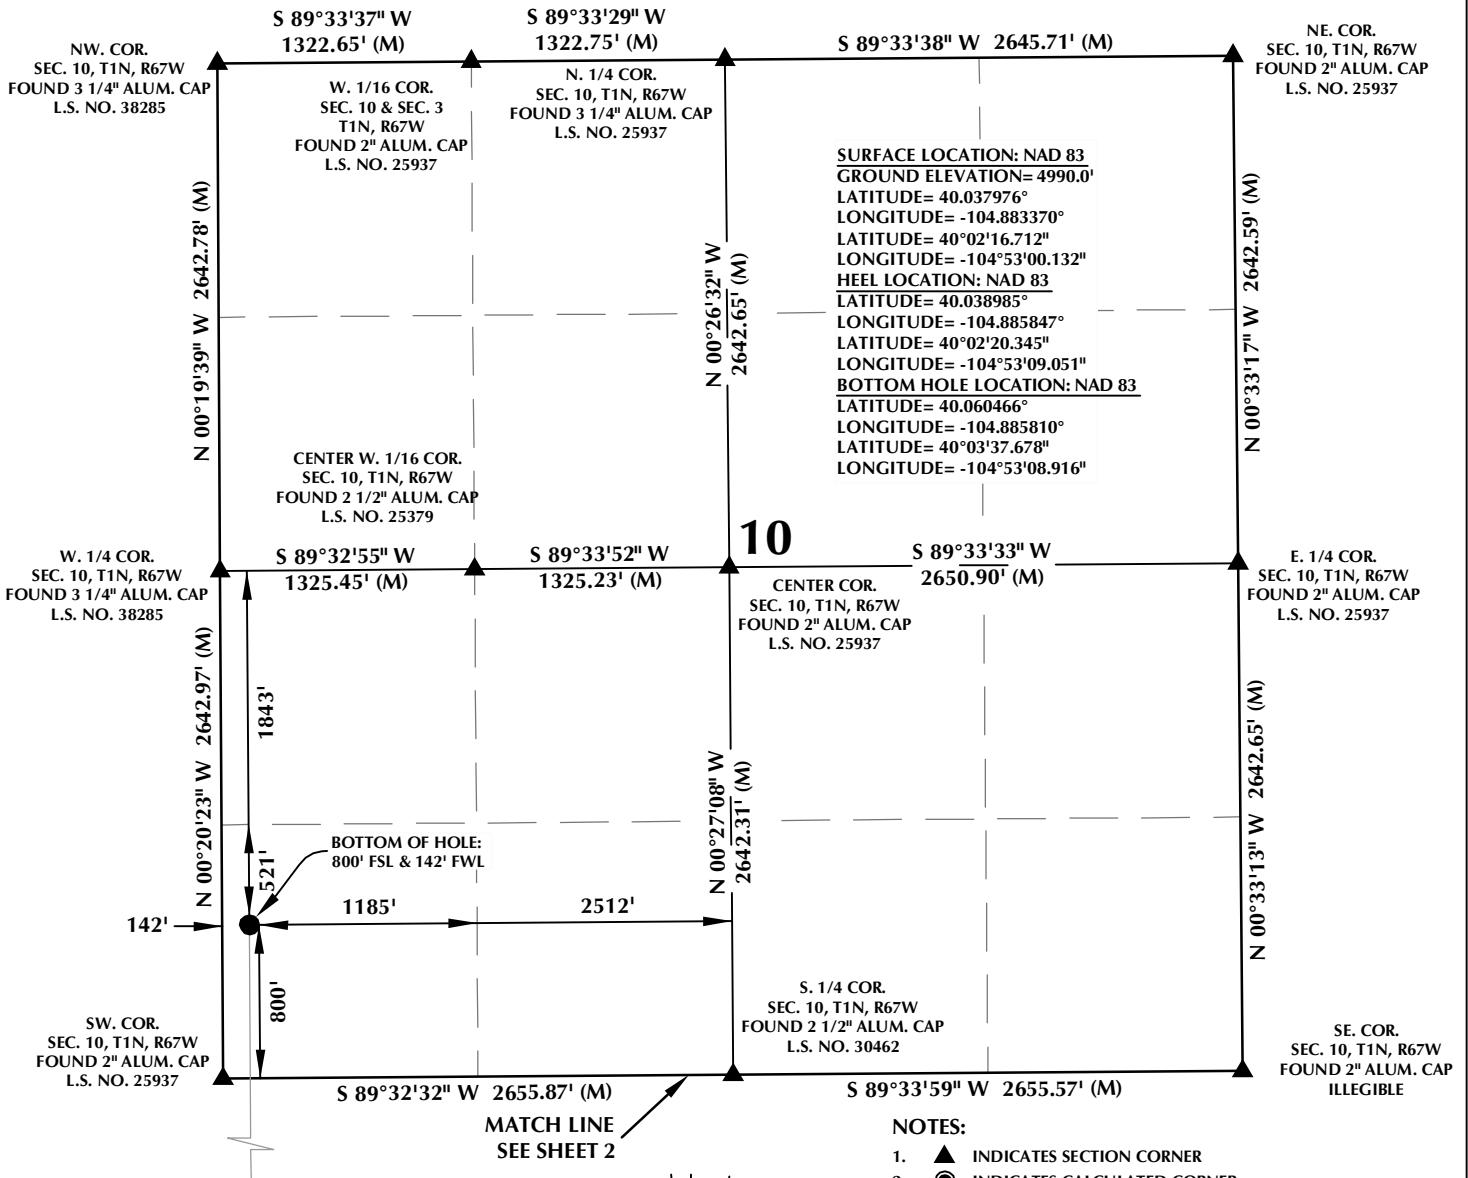 S 89°33'37" W
1322.65' (M)
S 89°33'29" W
1322.75' (M)
S 89°33'38" W 2645.71' (M)
NW. COR.
SEC. 10, T1N, R67W
FOUND 3 1/4" ALUM. CAP
L.S. NO. 38285
W. 1/16 COR.
SEC. 10 & SEC. 3
T1N, R67W
FOUND 2" ALUM. CAP
L.S. NO. 25937
N. 1/4 COR.
SEC. 10, T1N, R67W
FOUND 3 1/4" ALUM. CAP
L.S. NO. 25937
NE. COR.
SEC. 10, T1N, R67W
FOUND 2" ALUM. CAP
L.S. NO. 25937
SURFACE LOCATION: NAD 83
GROUND ELEVATION= 4990.0'
LATITUDE= 40.037976°
LONGITUDE= -104.883370°
LATITUDE= 40°02'16.712"
LONGITUDE= -104°53'00.132"
HEEL LOCATION: NAD 83
LATITUDE= 40.038985°
LONGITUDE= -104.885847°
LATITUDE= 40°02'20.345"
LONGITUDE= -104°53'09.051"
BOTTOM HOLE LOCATION: NAD 83
LATITUDE= 40.060466°
LONGITUDE= -104.885810°
LATITUDE= 40°03'37.678"
LONGITUDE= -104°53'08.916"
N 00°19'39" W 2642.78' (M)
N 00°26'32" W
2642.65' (M)
N 00°33'17" W 2642.59' (M)
CENTER W. 1/16 COR.
SEC. 10, T1N, R67W
FOUND 2 1/2" ALUM. CAP
L.S. NO. 25379
10
W. 1/4 COR.
SEC. 10, T1N, R67W
FOUND 3 1/4" ALUM. CAP
L.S. NO. 38285
S 89°32'55" W
1325.45' (M)
S 89°33'52" W
1325.23' (M)
S 89°33'33" W
2650.90' (M)
CENTER COR.
SEC. 10, T1N, R67W
FOUND 2" ALUM. CAP
L.S. NO. 25937
E. 1/4 COR.
SEC. 10, T1N, R67W
FOUND 2" ALUM. CAP
L.S. NO. 25937
N 00°20'23" W 2642.97' (M)
1843'
N 00°27'08" W
2642.31' (M)
N 00°33'13" W 2642.65' (M)
521'
BOTTOM OF HOLE:
800' FSL & 142' FWL
142'
1185'
2512'
800'
SW. COR.
SEC. 10, T1N, R67W
FOUND 2" ALUM. CAP
L.S. NO. 25937
S. 1/4 COR.
SEC. 10, T1N, R67W
FOUND 2 1/2" ALUM. CAP
L.S. NO. 30462
SE. COR.
SEC. 10, T1N, R67W
FOUND 2" ALUM. CAP
ILLEGIBLE
S 89°32'32" W 2655.87' (M)
S 89°33'59" W 2655.57' (M)
MATCH LINE
SEE SHEET 2
NOTES:
1. INDICATES SECTION CORNER
2. INDICATES CALCULATED CORNER